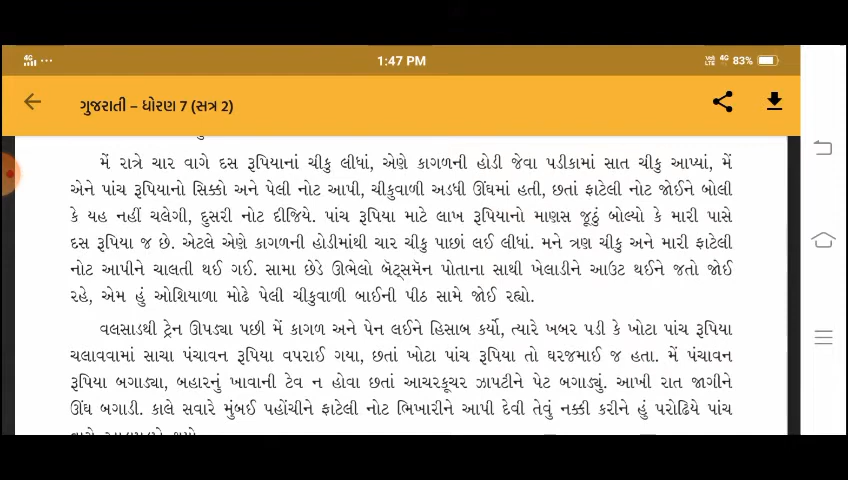 4G
1:47 PM
VoB LTE 4G 83%
ગુજરાતી – ધોરણ 7 (સત્ર 2)
મેં રાત્રે ચાર વાગે દસ રૂપિયાનાં ચીકુ લીધાં, એણે કાગળની હોડી જેવા પડીકામાં સાત ચીકુ આપ્યાં, મેં
એને પાંચ રૂપિયાનો સિક્કો અને પેલી નોટ આપી, ચીકુવાળી અડધી ઊંઘમાં હતી, છતાં ફાટેલી નોટ જોઈને બોલી
કે યહ નહીં ચલેગી, દુસરી નોટ દીજિયે. પાંચ રૂપિયા માટે લાખ રૂપિયાનો માણસ જૂઠું બોલ્યો કે મારી પાસે
દસ રૂપિયા જ છે. એટલે એણે કાગળની હોડીમાંથી ચાર ચીકુ પાછાં લઈ લીધાં. મને ત્રણ ચીકુ અને મારી ફાટેલી
નોટ આપીને ચાલતી થઈ ગઈ. સામા છેડે ઊભેલો બૅટ્સમૅન પોતાના સાથી ખેલાડીને આઉટ થઈને જતો જોઈ
રહે, એમ હું ઓશિયાળા મોઢે પેલી ચીકુવાળી બાઈની પીઠ સામે જોઈ રહ્યો.
વલસાડથી ટ્રેન ઊપડ્યા પછી મેં કાગળ અને પેન લઈને હિસાબ કર્યો, ત્યારે ખબર પડી કે ખોટા પાંચ રૂપિયા
ચલાવવામાં સાચા પંચાવન રૂપિયા વપરાઈ ગયા, છતાં ખોટા પાંચ રૂપિયા તો ઘરજમાઈ જ હતા. મેં પંચાવન
રૂપિયા બગાડ્યા, બહારનું ખાવાની ટેવ ન હોવા છતાં આચરકૂચર ઝાપટીને પેટ બગાડ્યું. આખી રાત જાગીને
ઊંઘ બગાડી. કાલે સવારે મુંબઈ પહોંચીને ફાટેલી નોટ ભિખારીને આપી દેવી તેવું નક્કી કરીને હું પરોઢિયે પાંચ